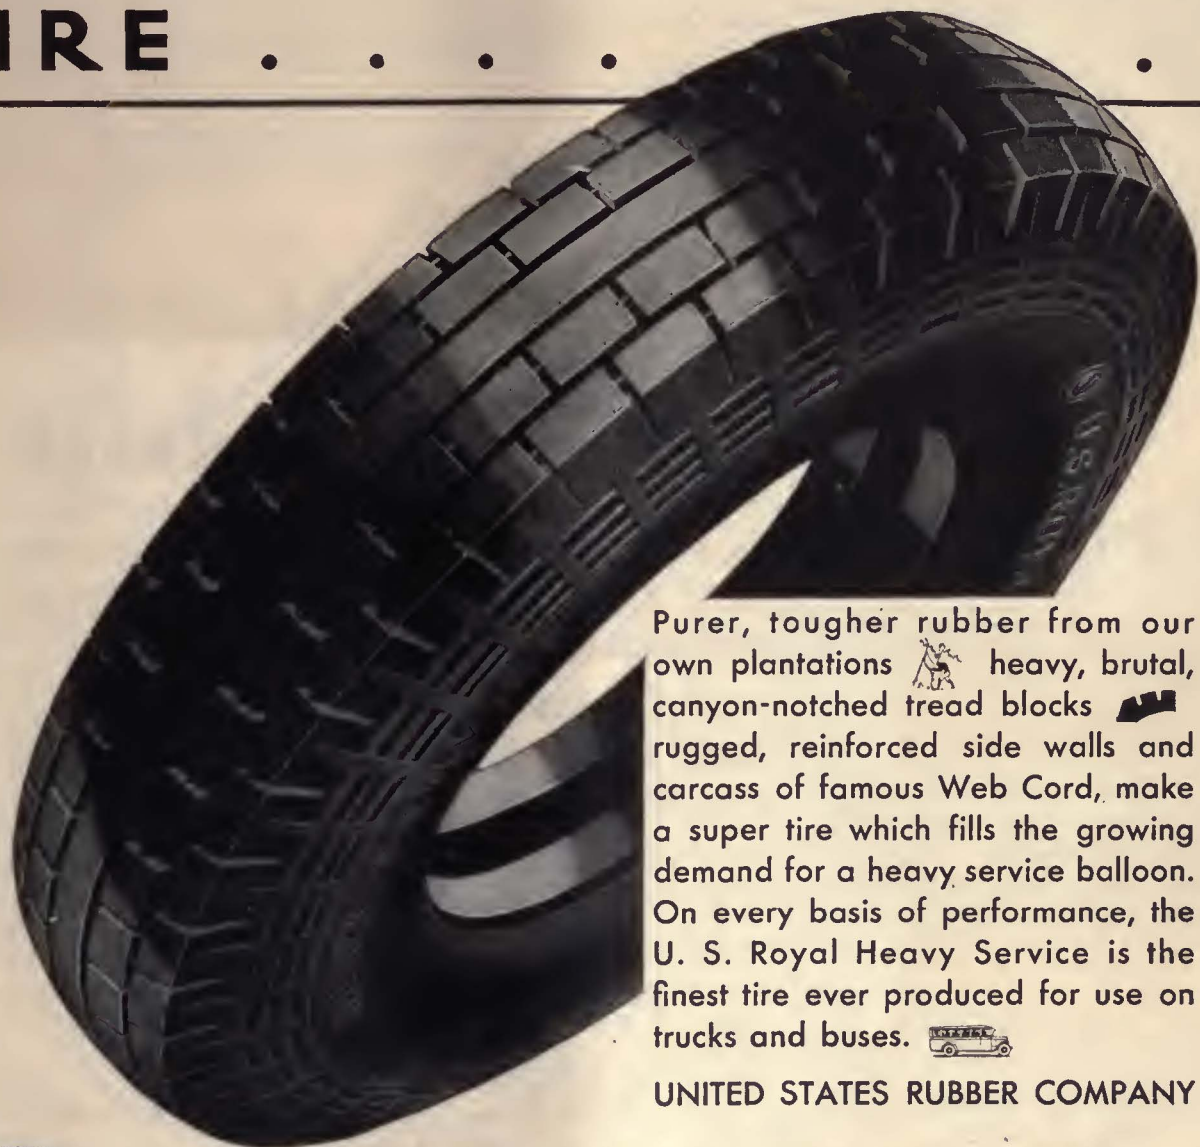 IRE . . . . .
Purer, tougher rubber from our
own plantations heavy, brutal,
canyon-notched tread blocks
rugged, reinforced side walls and
carcass of famous Web Cord, make
a super tire which fills the growing
demand for a heavy service balloon.
On every basis of performance, the
U. S. Royal Heavy Service is the
finest tire ever produced for use on
trucks and buses.
UNITED STATES RUBBER COMPANY
U.S. ROYAL